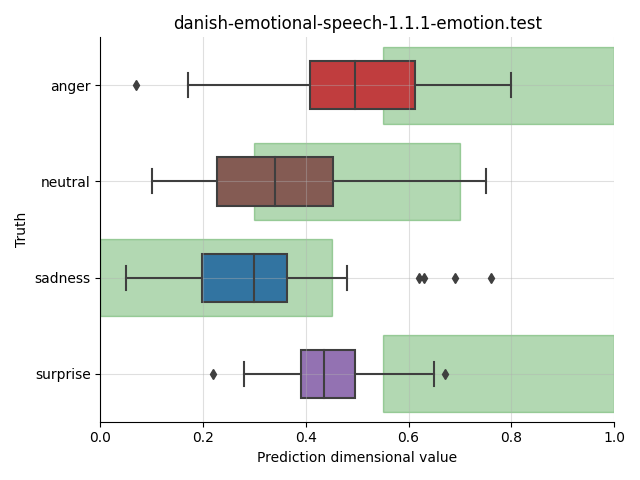 danish-emotional-speech-1.1.1-emotion.test
anger
neutral
sadness
surprise
Truth
0.0 0.2 0.4 0.6 0.8 1.0
Prediction dimensional value